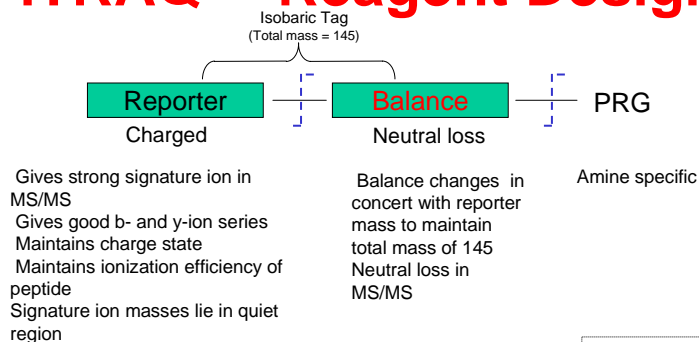 Reagent Design
Isobaric Tag
(Total mass = 145)
Reporter
Balance
PRG
Charged
Neutral loss
Gives strong signature ion in
MS/MS
Gives good b- and y-ion series
Maintains charge state
Maintains ionization efficiency of
peptide
Signature ion masses lie in quiet
region
Balance changes in
concert with reporter
mass to maintain
total mass of 145
Neutral loss in
MS/MS
Amine specific